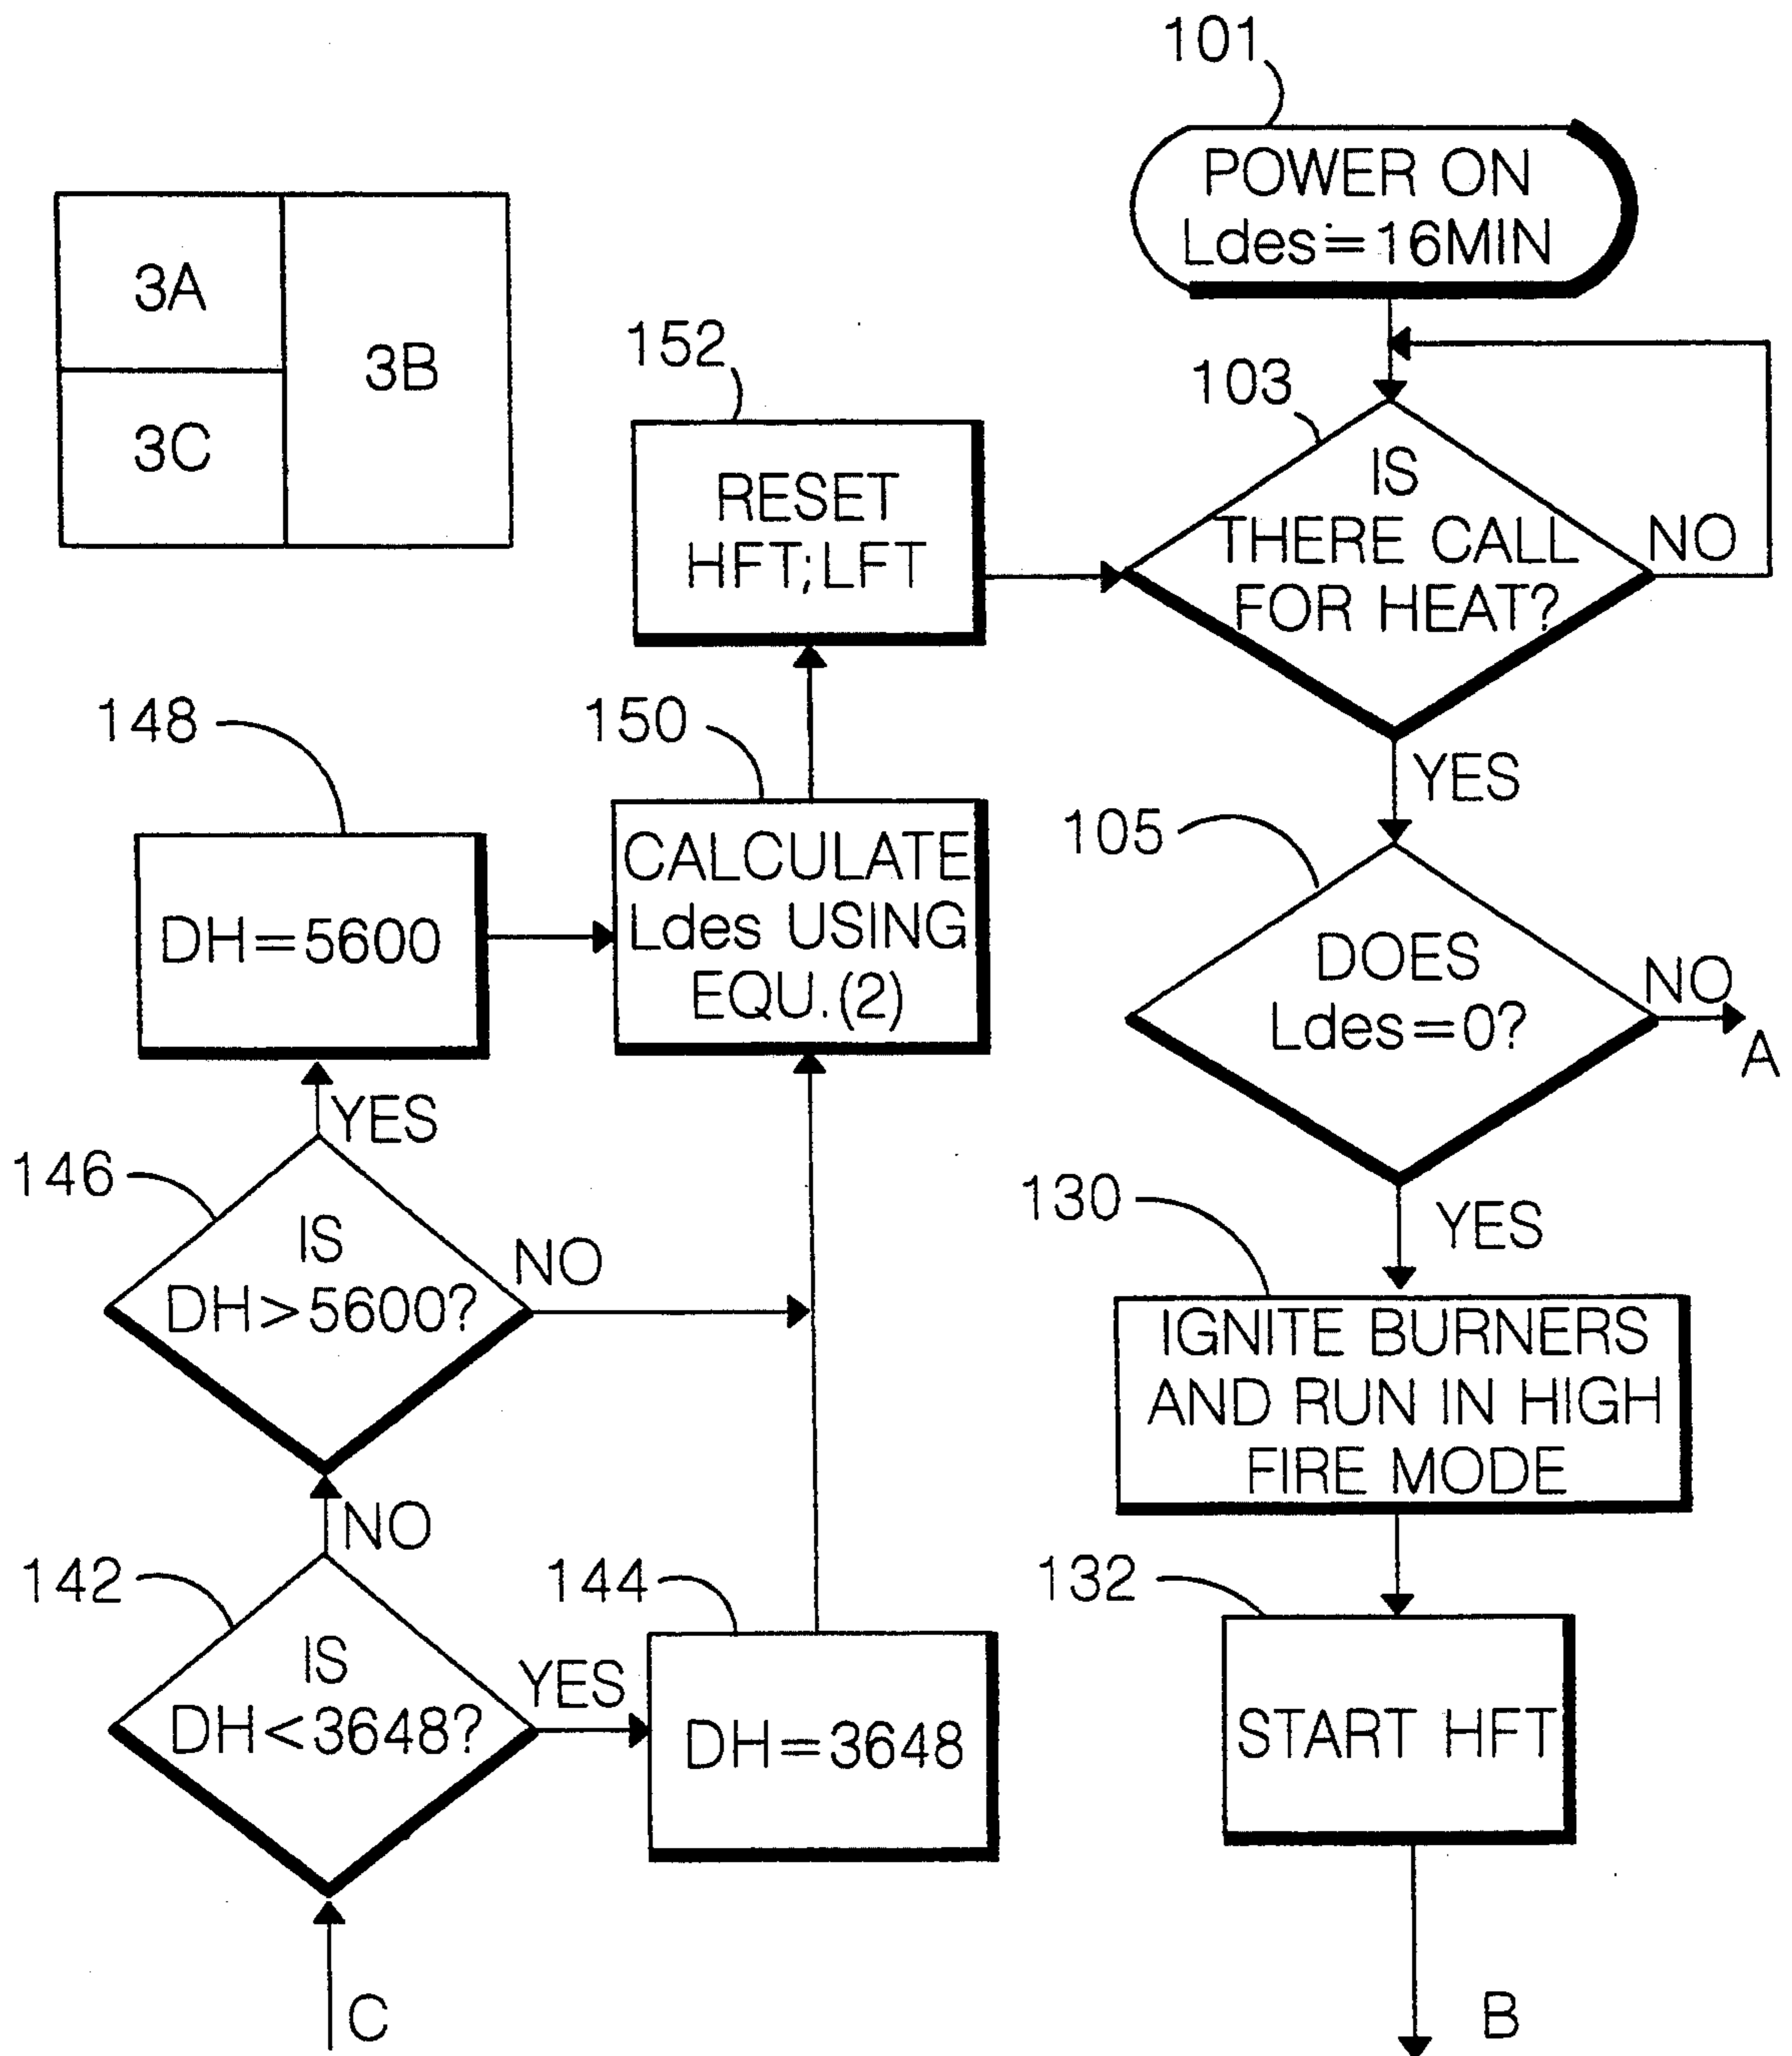 101
POWER ON
Ldes=16MIN
3A
3B
3C
152
RESET
HFT;LFT
103
IS
THERE CALL
FOR HEAT?
NO
YES
148
DH=5600
150
CALCULATE
Ldes USING
EQU.(2)
105
DOES
Ldes=0?
NO
A
YES
YES
146
IS
DH>5600?
NO
130
IGNITE BURNERS
AND RUN IN HIGH
FIRE MODE
NO
142
IS
DH<3648?
YES
144
DH=3648
132
START HFT
C
B